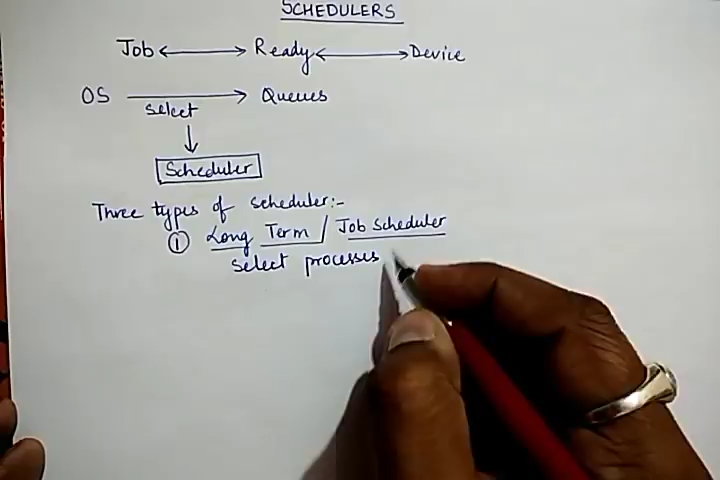 SCHEDULERS
Job ⟷ Ready ⟷ Device
OS ⟶ Queues
select
↓
Scheduler
Three types of scheduler:-
① Long Term / Job Scheduler
select processes